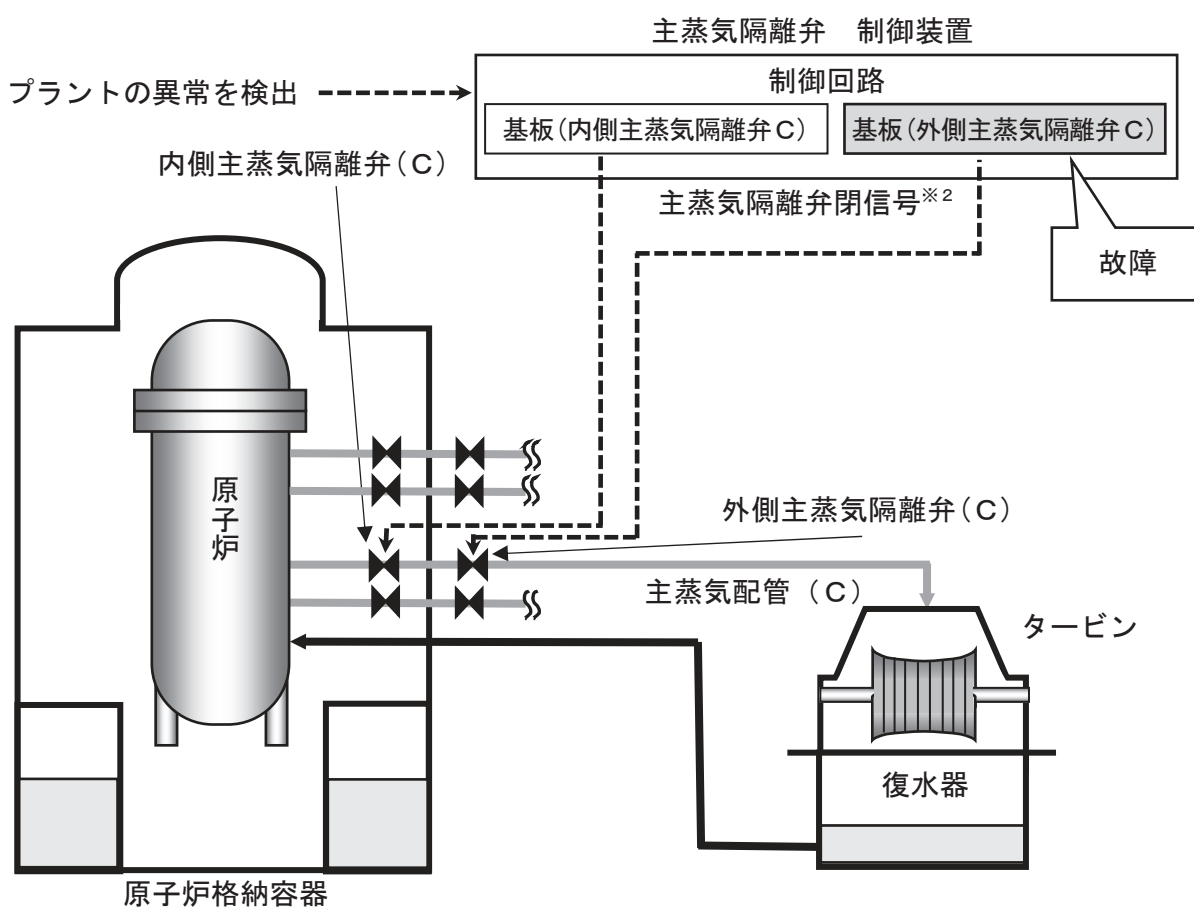 主蒸気隔離弁　制御装置
プラントの異常を検出
制御回路
基板(内側主蒸気隔離弁C)
基板(外側主蒸気隔離弁C)
内側主蒸気隔離弁(C)
主蒸気隔離弁閉信号※2
故障
原子炉
外側主蒸気隔離弁(C)
主蒸気配管(C)
タービン
復水器
原子炉格納容器